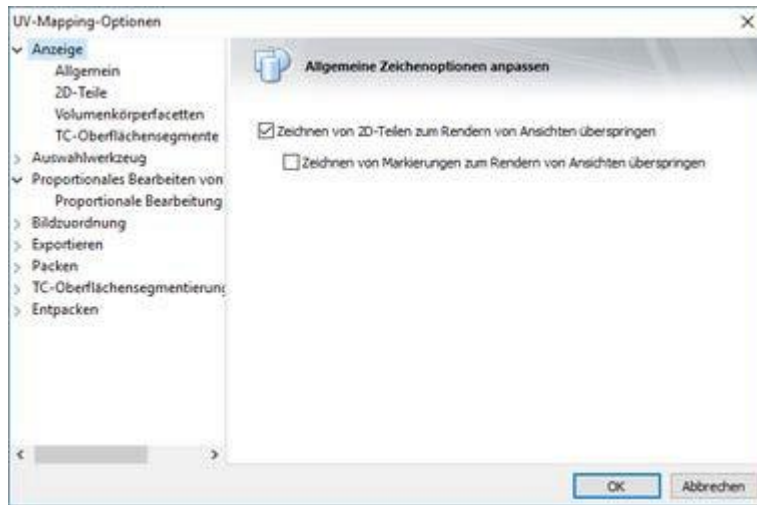 UV-Mapping-Optionen
Anzeige
Allgemein
2D-Teile
Volumenkörperfacetten
TC-Oberflächensegmente
Auswahlwerkzeug
Proportionales Bearbeiten von
Proportionale Bearbeitung
Bildzuordnung
Exportieren
Packen
TC-Oberflächensegmentierung
Entpacken
Allgemeine Zeichenoptionen anpassen
Zeichnen von 2D-Teilen zum Rendern von Ansichten überspringen
Zeichnen von Markierungen zum Rendern von Ansichten überspringen
OK
Abbrechen